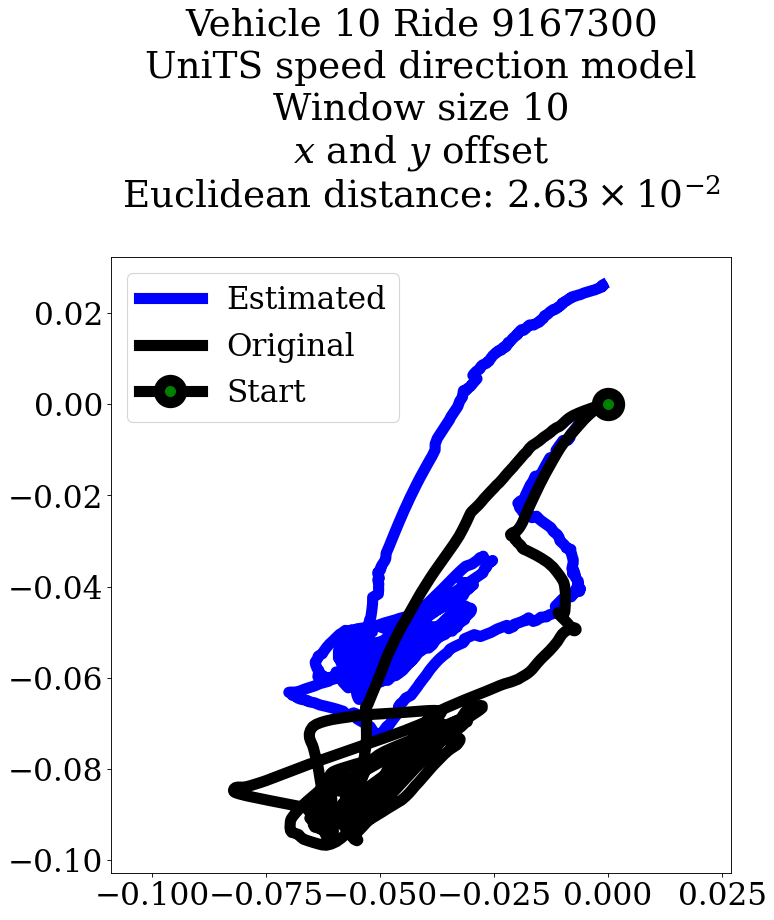 Vehicle 10 Ride 9167300
UniTS speed direction model
Window size 10
x and y offset
Euclidean distance: 2.63 × 10⁻²
Estimated
Original
Start
0.02
0.00
−0.02
−0.04
−0.06
−0.08
−0.10
−0.100 −0.075 −0.050 −0.025 0.000 0.025